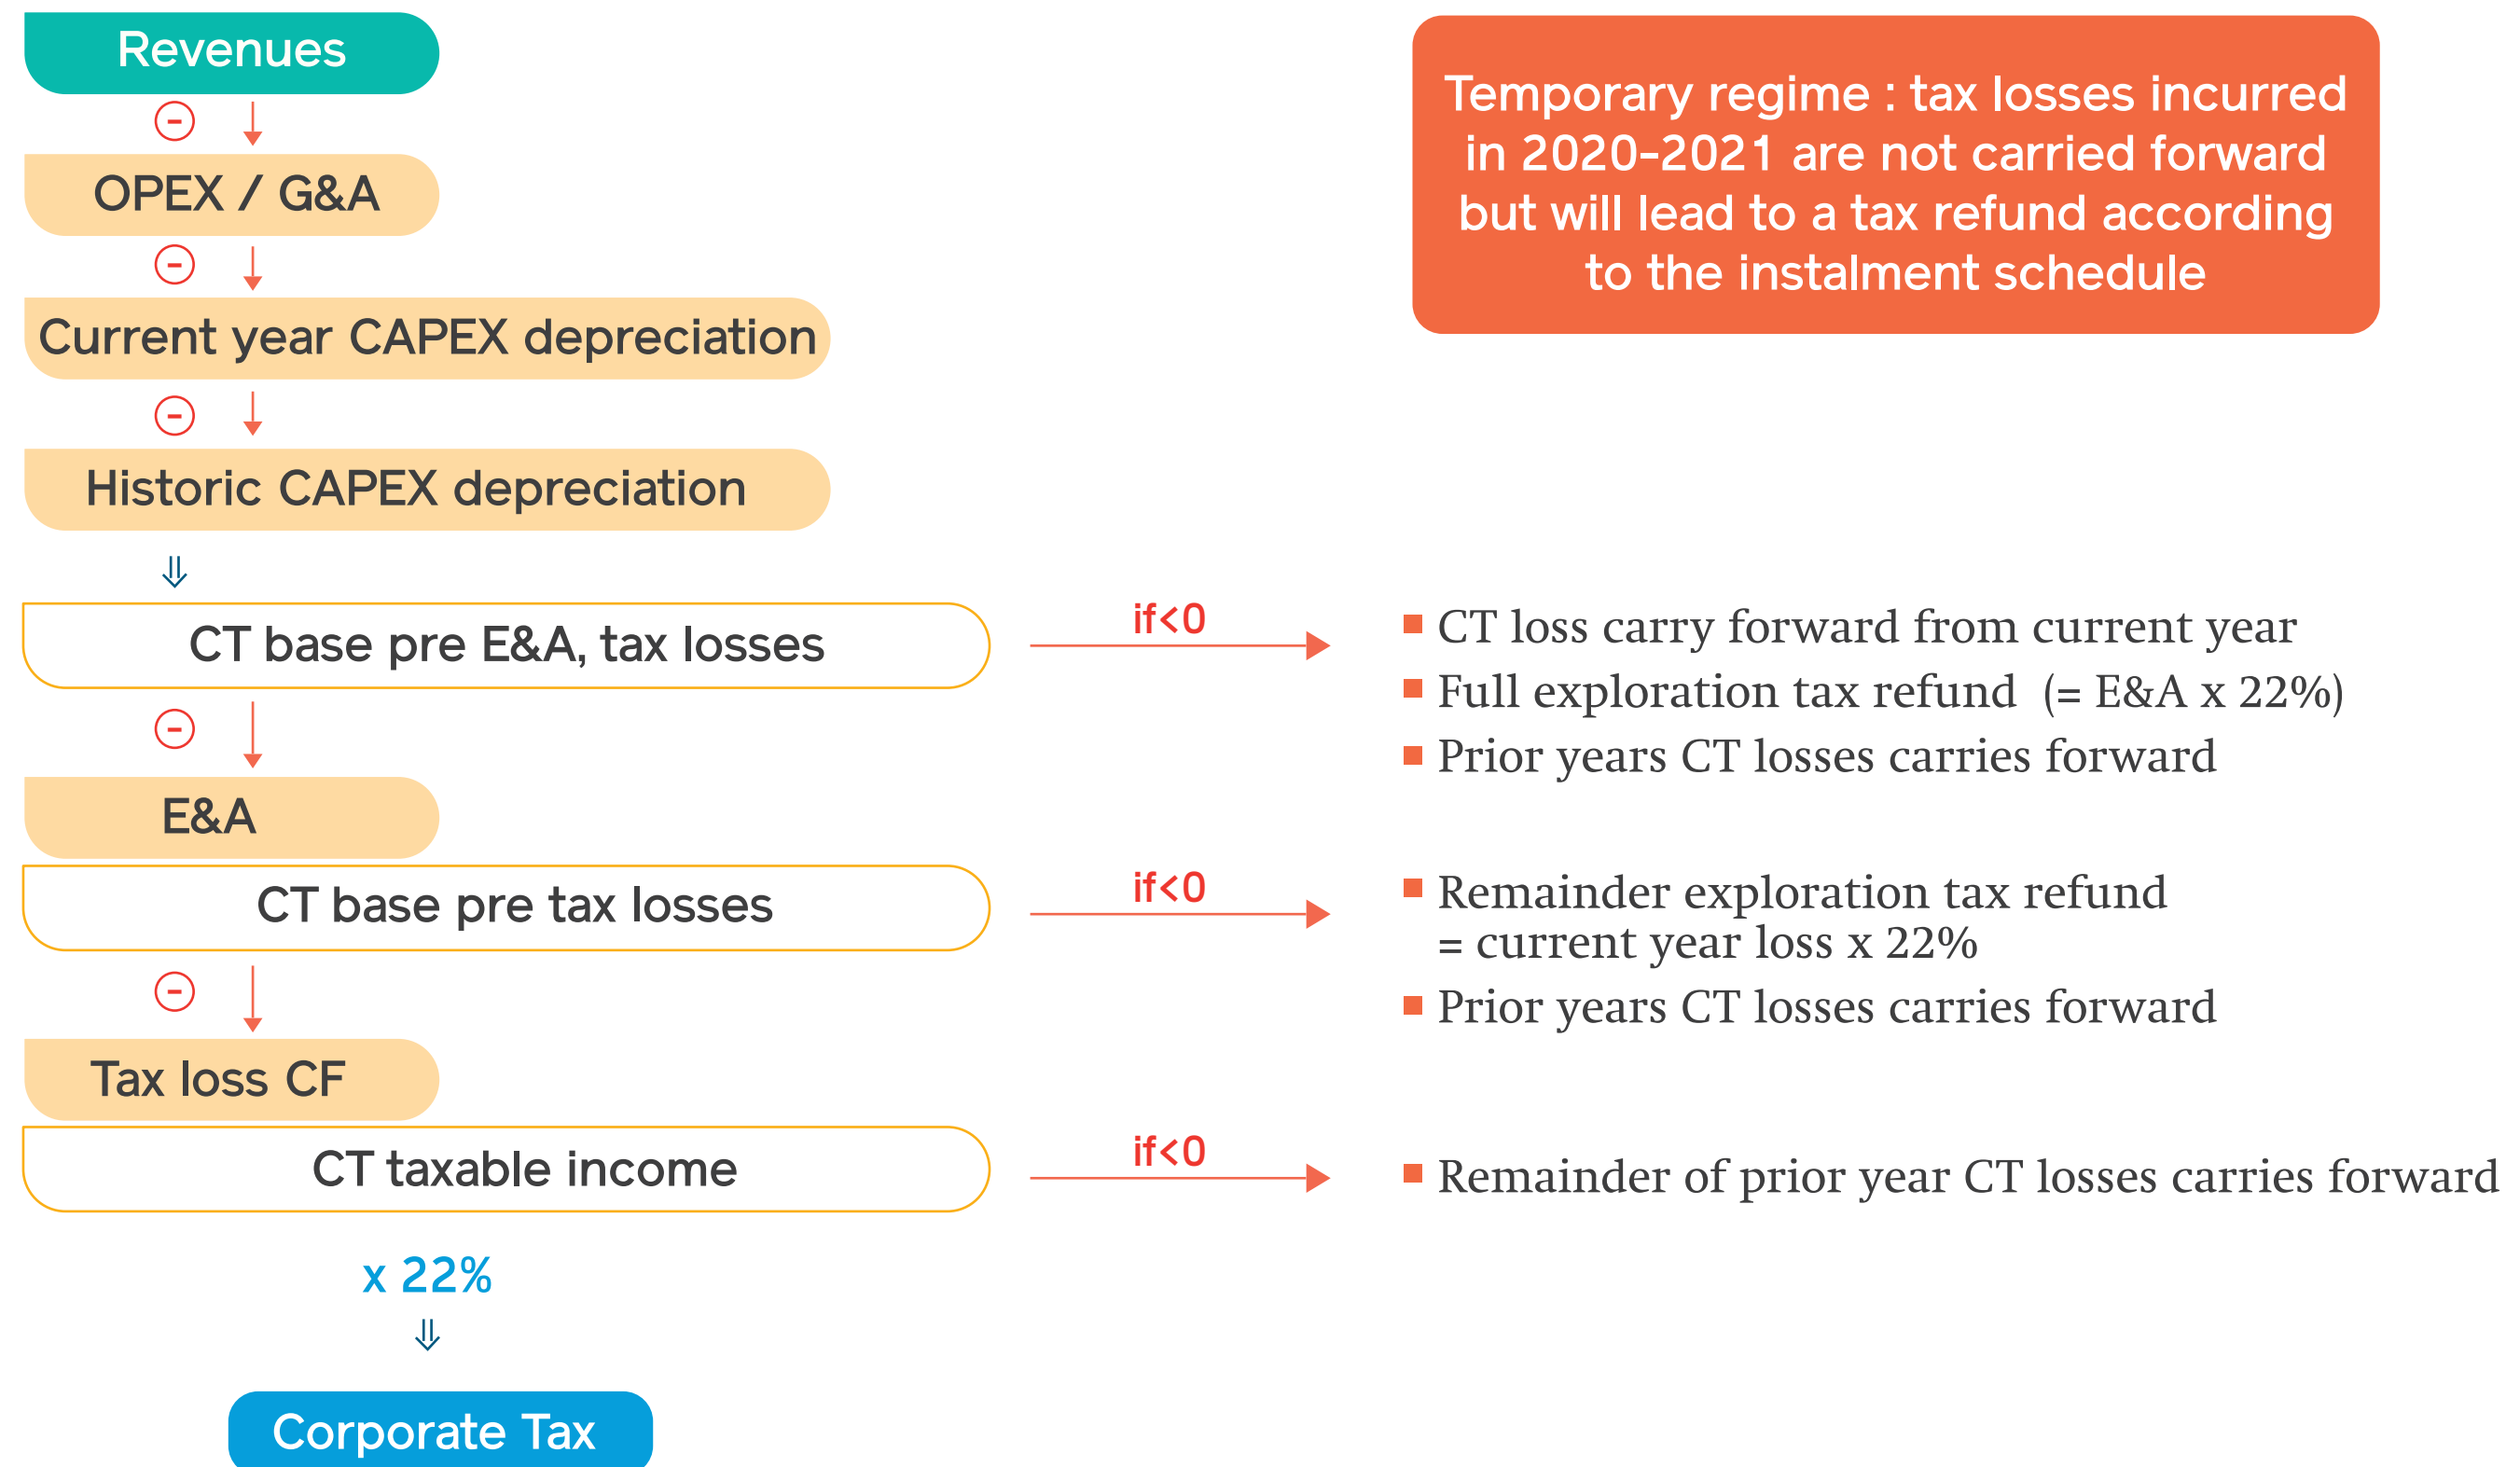 Revenues
Temporary regime : tax losses incurred
in 2020-2021 are not carried forward
but will lead to a tax refund according
to the instalment schedule
-
OPEX / G&A
-
Current year CAPEX depreciation
-
Historic CAPEX depreciation
CT base pre E&A, tax losses
if<0
CT loss carry forward from current year
Full exploration tax refund (= E&A x 22%)
Prior years CT losses carries forward
-
E&A
CT base pre tax losses
if<0
Remainder exploration tax refund
= current year loss x 22%
Prior years CT losses carries forward
-
Tax loss CF
CT taxable income
if<0
Remainder of prior year CT losses carries forward
x 22%
Corporate Tax